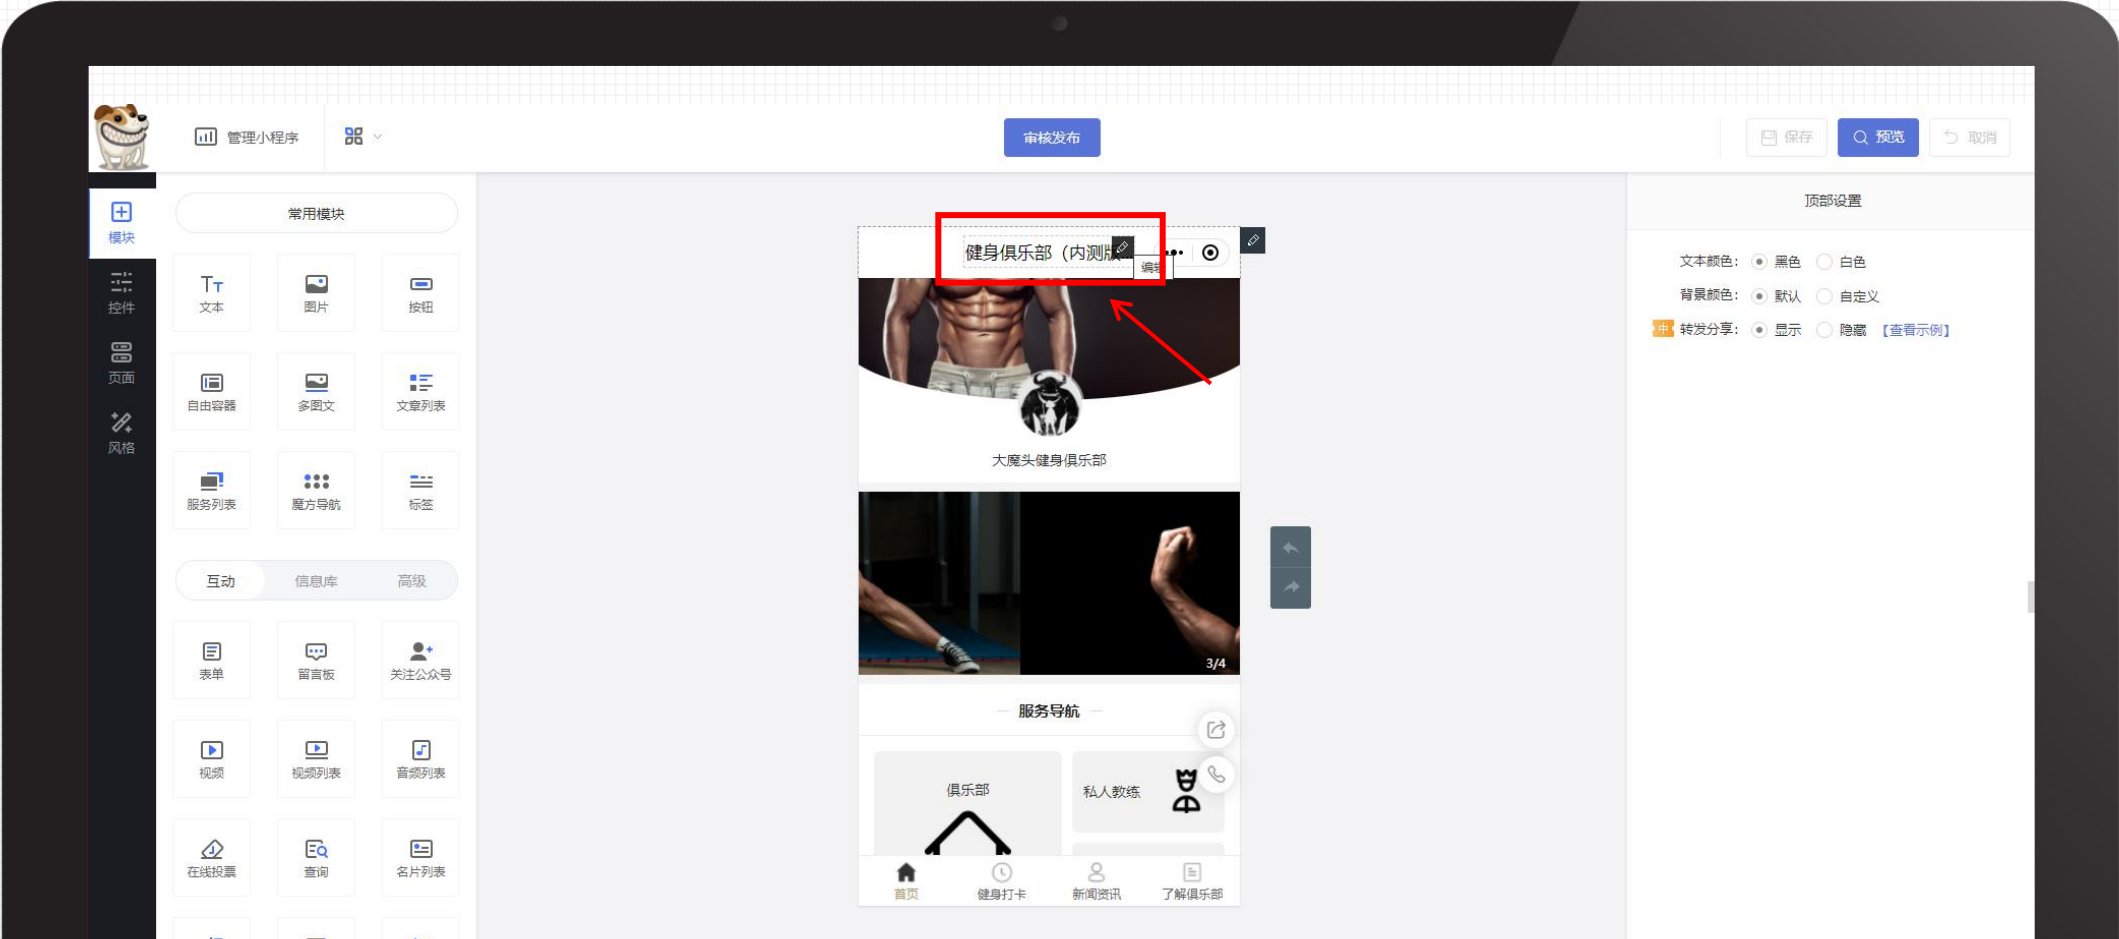 管理小程序
审核发布
保存
预览
取消
模块
控件
页面
风格
常用模块
文本
图片
按钮
自由容器
多图文
文章列表
服务列表
魔方导航
标签
互动 信息库 高级
表单
留言板
关注公众号
视频
视频列表
音频列表
在线投票
查询
名片列表
健身俱乐部（内测版
编辑
大魔头健身俱乐部
3/4
服务导航
俱乐部
私人教练
首页
健身打卡
新闻资讯
了解俱乐部
顶部设置
文本颜色： 黑色 白色
背景颜色： 默认 自定义
中 转发分享： 显示 隐藏 【查看示例】